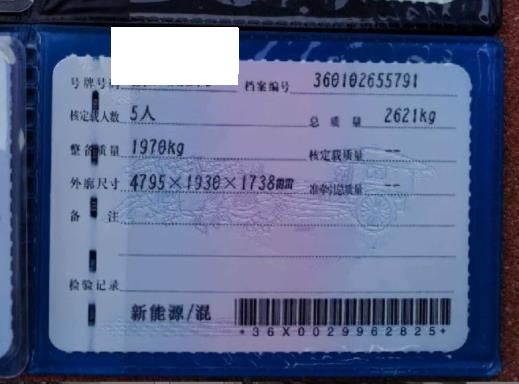 号牌号码 档案编号 360102655791
核定载人数 5人 总质量 2621kg
整备质量 1970kg 核定载质量 --
外廓尺寸 4795×1930×1738mm 准牵引总质量 --
备注
检验记录
新能源/混
*36X0029962825*